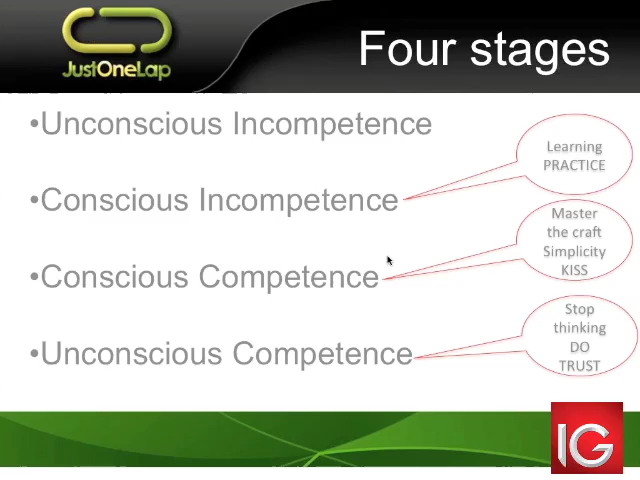 JustOneLap
Four stages
•Unconscious Incompetence
Learning
PRACTICE
•Conscious Incompetence
Master
the craft
Simplicity
KISS
•Conscious Competence
Stop
thinking
DO
TRUST
•Unconscious Competence
IG